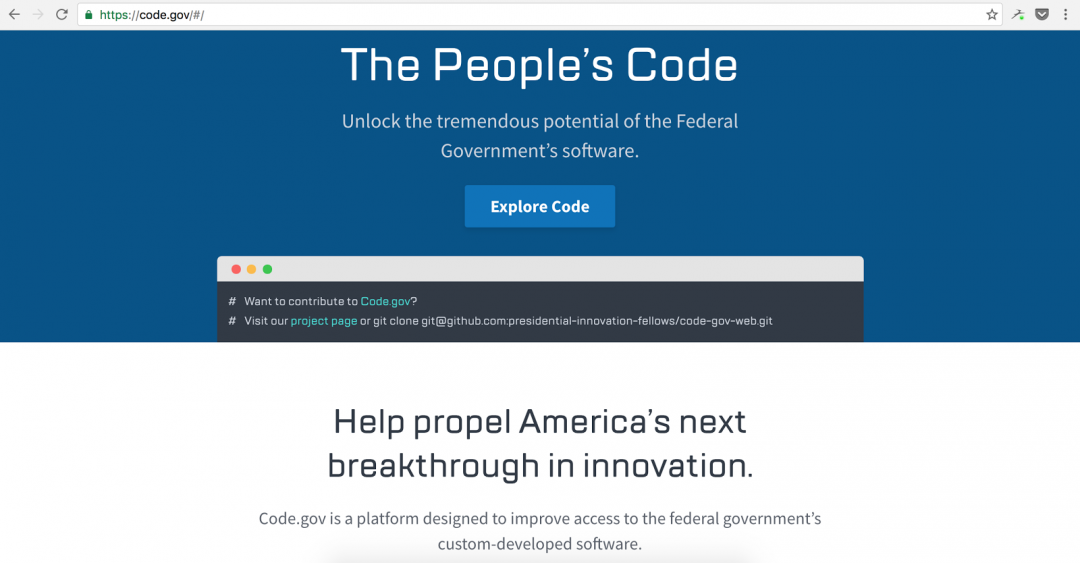 https://code.gov/#/
The People’s Code
Unlock the tremendous potential of the Federal
Government’s software.
Explore Code
# Want to contribute to Code.gov?
# Visit our project page or git clone git@github.com:presidential-innovation-fellows/code-gov-web.git
Help propel America’s next
breakthrough in innovation.
Code.gov is a platform designed to improve access to the federal government’s
custom-developed software.